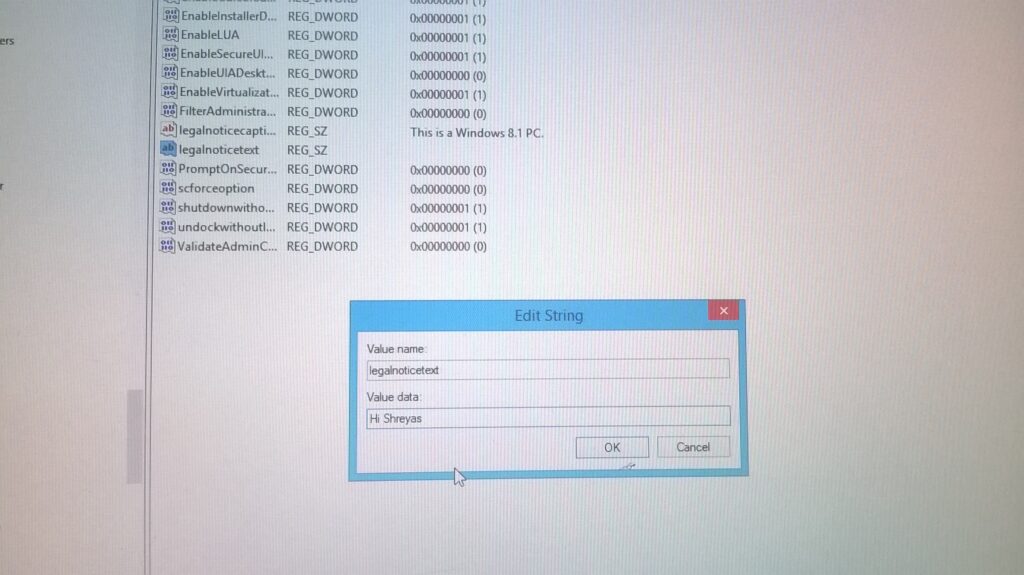 ers
EnableInstallerD... REG_DWORD 0x00000001 (1)
EnableLUA REG_DWORD 0x00000001 (1)
EnableSecureUI... REG_DWORD 0x00000001 (1)
EnableUIADeskt... REG_DWORD 0x00000000 (0)
EnableVirtualizat... REG_DWORD 0x00000001 (1)
FilterAdministra... REG_DWORD 0x00000000 (0)
legalnoticecapti... REG_SZ This is a Windows 8.1 PC.
legalnoticetext REG_SZ
PromptOnSecur... REG_DWORD 0x00000000 (0)
r
scforceoption REG_DWORD 0x00000000 (0)
shutdownwitho... REG_DWORD 0x00000001 (1)
undockwithoutl... REG_DWORD 0x00000001 (1)
ValidateAdminC... REG_DWORD 0x00000000 (0)
Edit String
Value name:
legalnoticetext
Value data:
Hi Shreyas
OK Cancel